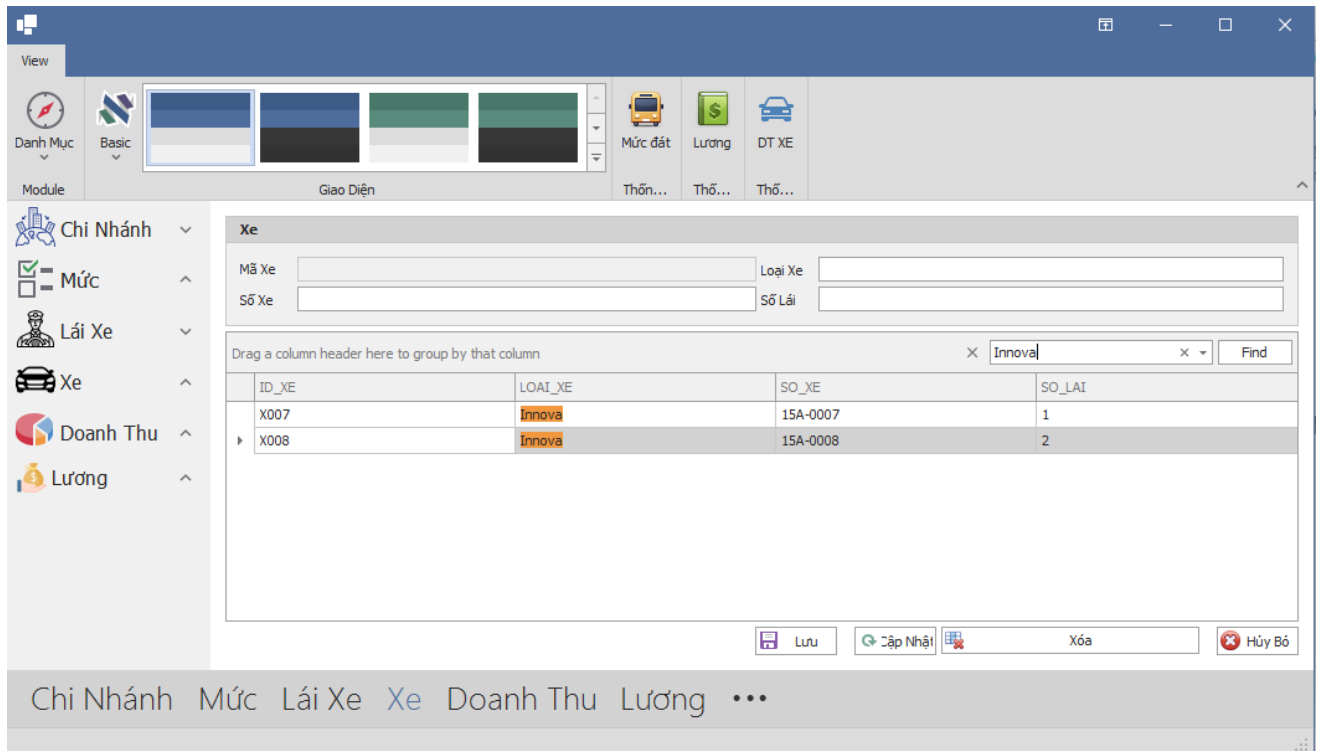 View
Danh Mục
Basic
Mức đát
Lương
DT XE
Module
Giao Diện
Thốn...
Thố...
Thố...
Chi Nhánh
Mức
Lái Xe
Xe
Doanh Thu
Lương
Xe
Mã Xe
Loại Xe
Số Xe
Số Lái
Drag a column header here to group by that column
Innova
Find
ID_XE LOAI_XE SO_XE SO_LAI
X007 Innova 15A-0007 1
X008 Innova 15A-0008 2
Lưu
Cập Nhật
Xóa
Hủy Bỏ
Chi Nhánh Mức Lái Xe Xe Doanh Thu Lương •••